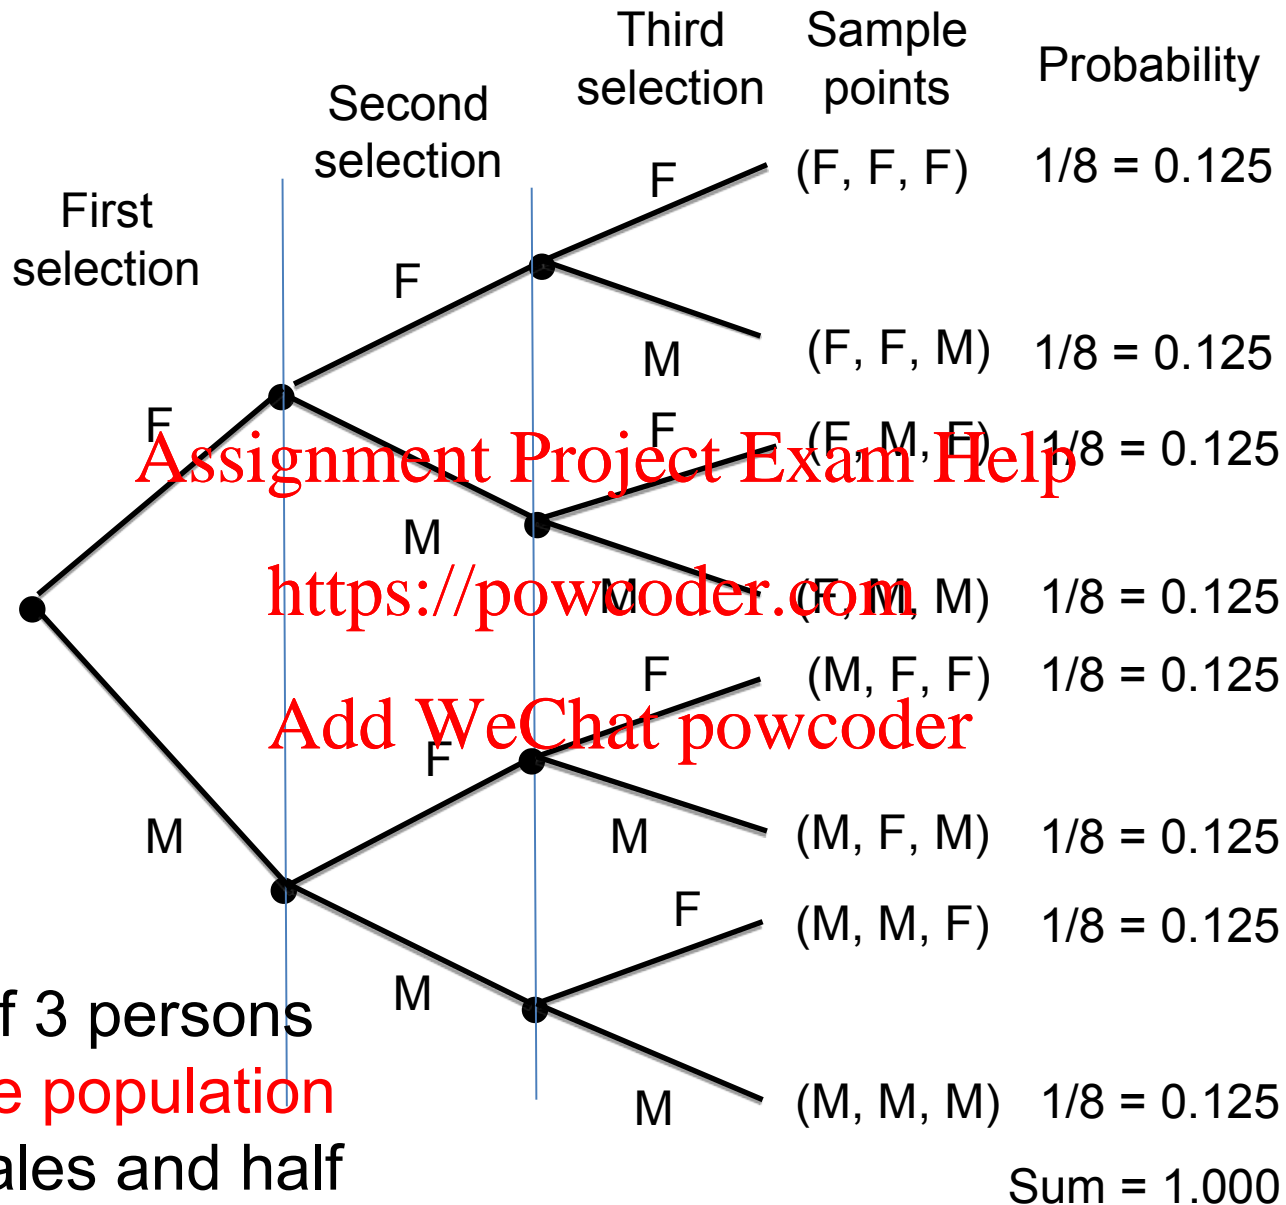 First
selection
Second
selection
Third
selection
Sample
points
Probability
F
(F, F, F)
1/8 = 0.125
F
M
(F, F, M)
1/8 = 0.125
F
F
(F, M, F)
1/8 = 0.125
Assignment Project Exam Help
M
M
(F, M, M)
1/8 = 0.125
https://powcoder.com
F
(M, F, F)
1/8 = 0.125
Add WeChat powcoder
F
M
M
(M, F, M)
1/8 = 0.125
F
(M, M, F)
1/8 = 0.125
M
M
(M, M, M)
1/8 = 0.125
f 3 persons
e population
ales and half
Sum = 1.000